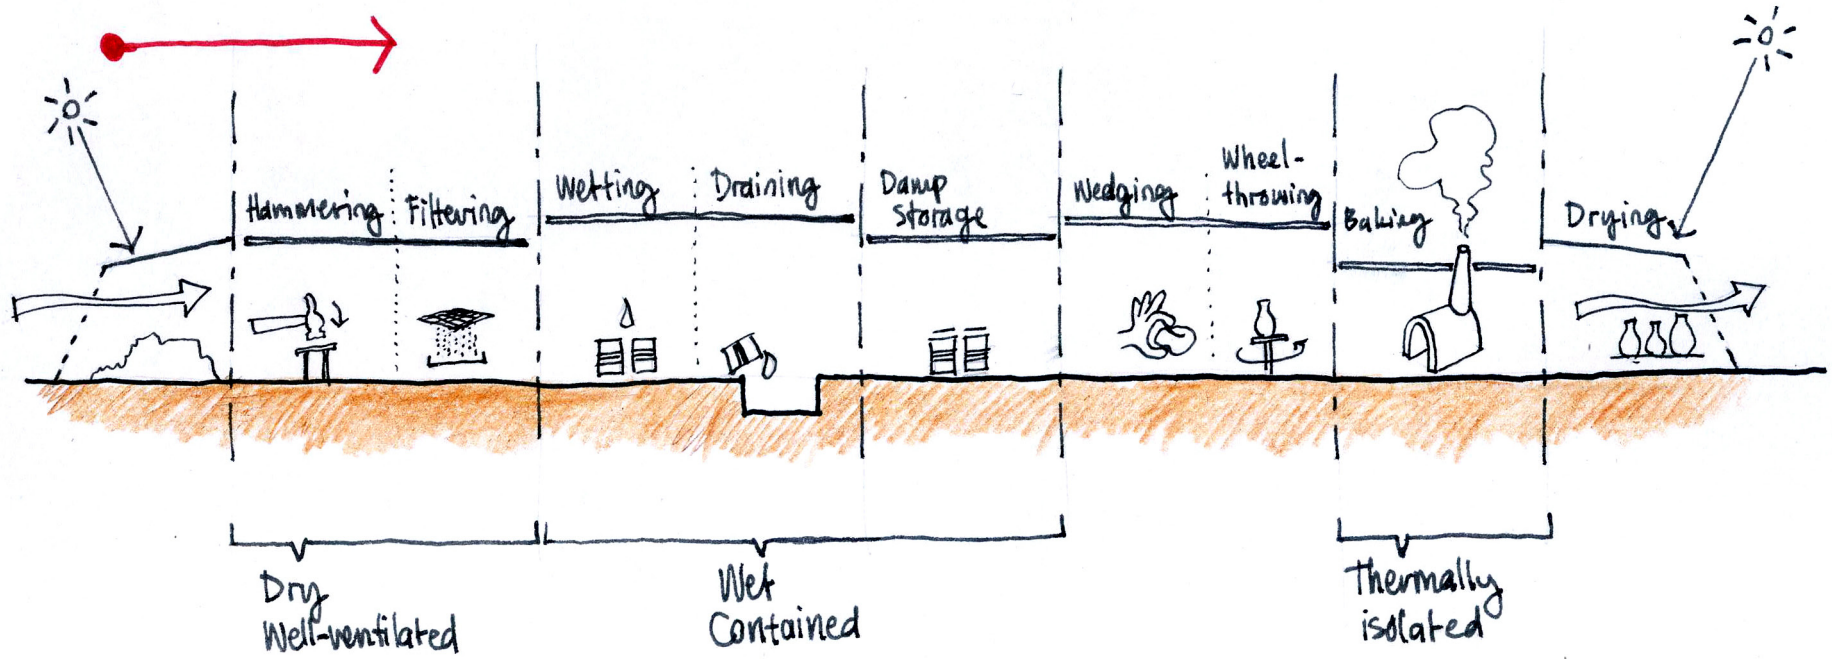 Hammering
Filtering
Wetting
Draining
Damp
Storage
Wedging
Wheel-
throwing
Baking
Drying
Dry
Well-ventilated
Wet
Contained
Thermally
isolated